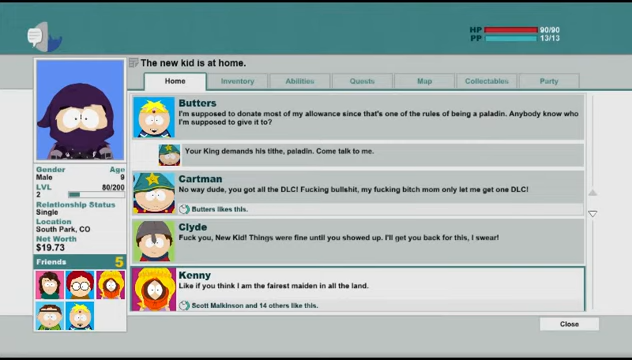 HP 90/90
PP 13/13
The new kid is at home.
Home Inventory Abilities Quests Map Collectables Party
Butters
I'm supposed to donate most of my allowance since that's one of the rules of being a paladin. Anybody know who
I'm supposed to give it to?
Your King demands his tithe, paladin. Come talk to me.
Cartman
No way dude, you got all the DLC! Fucking bullshit, my fucking bitch mom only let me get one DLC!
Butters likes this.
Clyde
Fuck you, New Kid! Things were fine until you showed up. I'll get you back for this, I swear!
Kenny
Like if you think I am the fairest maiden in all the land.
Scott Malkinson and 14 others like this.
Gender Age
Male 9
LVL 80/200
2
Relationship Status
Single
Location
South Park, CO
Net Worth
$19.73
Friends 5
Close